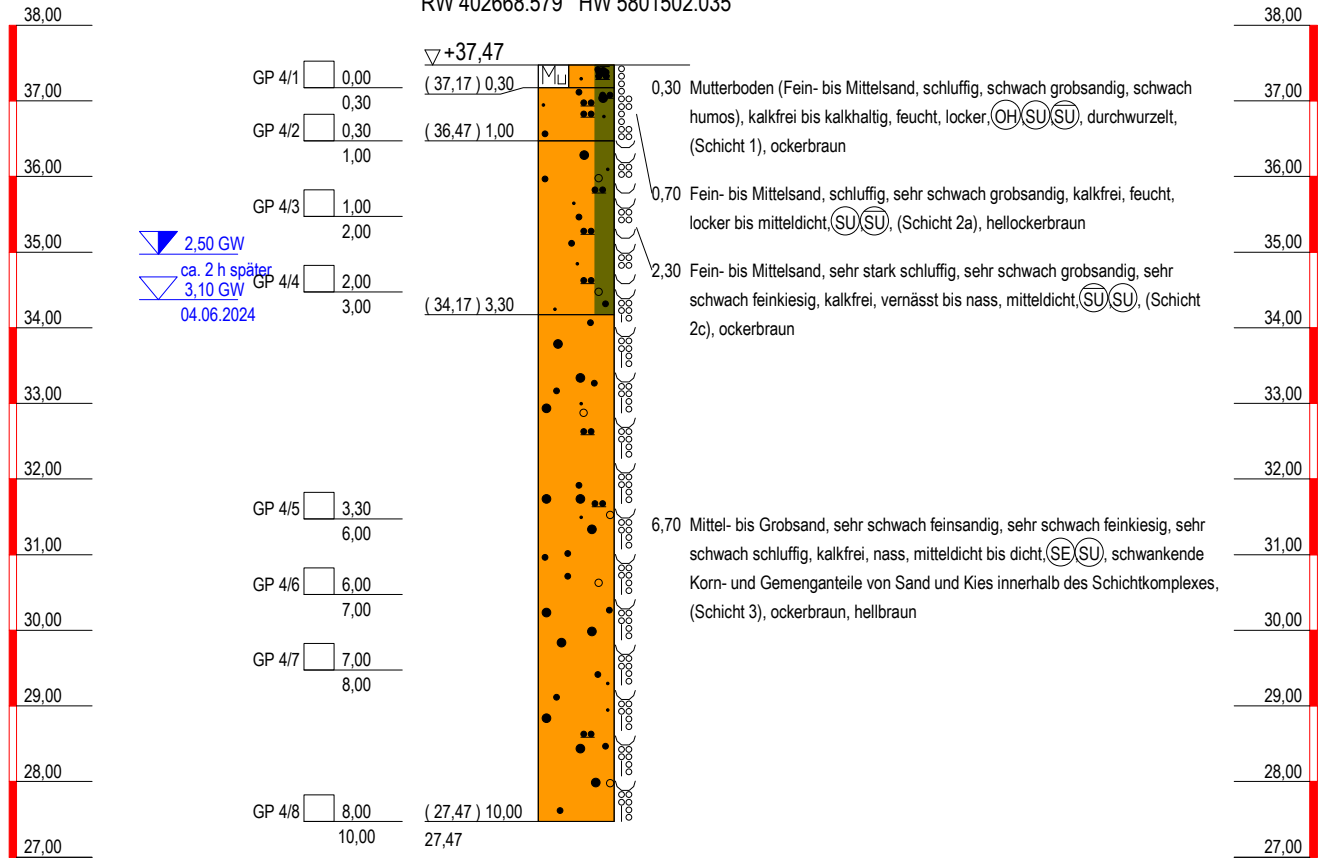 RW 402668.579 HW 5801502.035
38,00
37,00
36,00
35,00
34,00
33,00
32,00
31,00
30,00
29,00
28,00
27,00
2,50 GW
ca. 2 h später
3,10 GW
04.06.2024
GP 4/1 0,00
0,30
GP 4/2 0,30
1,00
GP 4/3 1,00
2,00
GP 4/4 2,00
3,00
GP 4/5 3,30
6,00
GP 4/6 6,00
7,00
GP 4/7 7,00
8,00
GP 4/8 8,00
10,00
+37,47
( 37,17 ) 0,30
( 36,47 ) 1,00
( 34,17 ) 3,30
( 27,47 ) 10,00
27,47
Mu
0,30 Mutterboden (Fein- bis Mittelsand, schluffig, schwach grobsandig, schwach
humos), kalkfrei bis kalkhaltig, feucht, locker, OH SU SU̅, durchwurzelt,
(Schicht 1), ockerbraun
0,70 Fein- bis Mittelsand, schluffig, sehr schwach grobsandig, kalkfrei, feucht,
locker bis mitteldicht, SU SU̅, (Schicht 2a), hellockerbraun
2,30 Fein- bis Mittelsand, sehr stark schluffig, sehr schwach grobsandig, sehr
schwach feinkiesig, kalkfrei, vernässt bis nass, mitteldicht, SU̅ SU, (Schicht
2c), ockerbraun
6,70 Mittel- bis Grobsand, sehr schwach feinsandig, sehr schwach feinkiesig, sehr
schwach schluffig, kalkfrei, nass, mitteldicht bis dicht, SE SU, schwankende
Korn- und Gemenganteile von Sand und Kies innerhalb des Schichtkomplexes,
(Schicht 3), ockerbraun, hellbraun
38,00
37,00
36,00
35,00
34,00
33,00
32,00
31,00
30,00
29,00
28,00
27,00